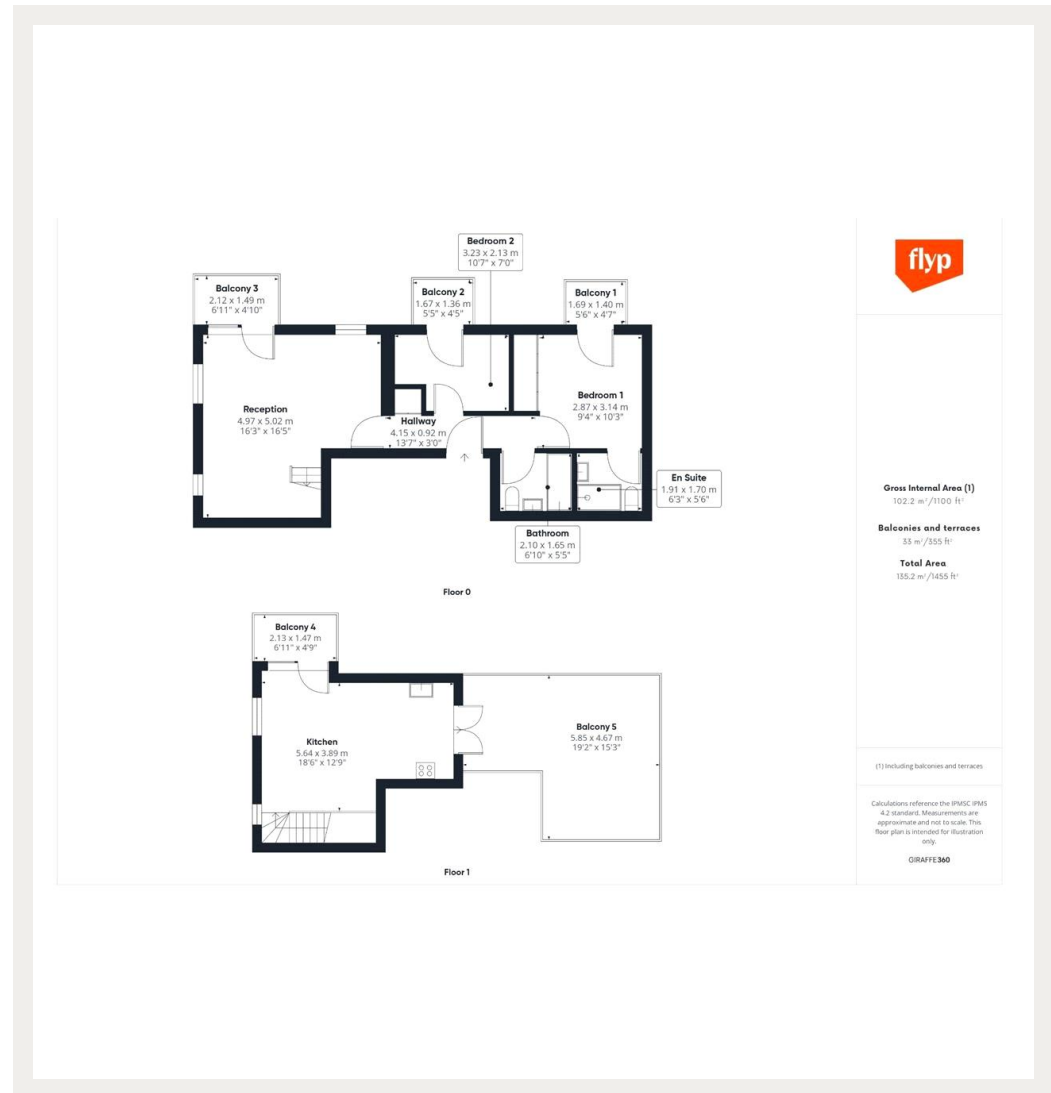 Bedroom 2
3.23 x 2.13 m
10'7" x 7'0"
Balcony 3
2.12 x 1.49 m
6'11" x 4'10"
Balcony 2
1.67 x 1.36 m
5'5" x 4'5"
Balcony 1
1.69 x 1.40 m
5'6" x 4'7"
Reception
4.97 x 5.02 m
16'3" x 16'5"
Hallway
4.15 x 0.92 m
13'7" x 3'0"
Bedroom 1
2.87 x 3.14 m
9'4" x 10'3"
En Suite
1.91 x 1.70 m
6'3" x 5'6"
Bathroom
2.10 x 1.65 m
6'10" x 5'5"
Floor 0
Balcony 4
2.13 x 1.47 m
6'11" x 4'9"
Kitchen
5.64 x 3.89 m
18'6" x 12'9"
Balcony 5
5.85 x 4.67 m
19'2" x 15'3"
Floor 1
flyp
Gross Internal Area (1)
102.2 m²/1100 ft²
Balconies and terraces
33 m²/355 ft²
Total Area
135.2 m²/1455 ft²
(1) Including balconies and terraces
Calculations reference the IPMSC IPMS
4.2 standard. Measurements are
approximate and not to scale. This
floor plan is intended for illustration
only.
GIRAFFE360